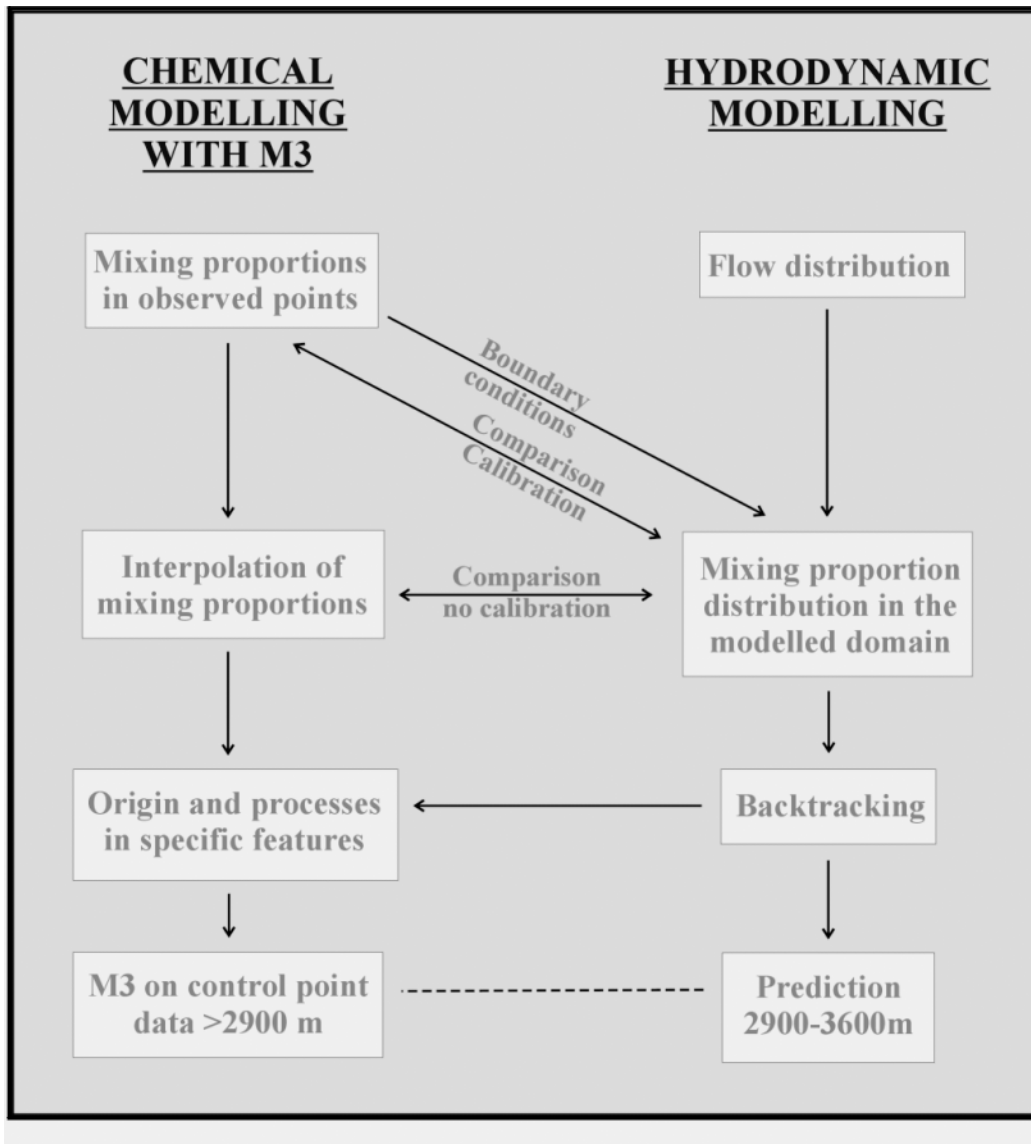 CHEMICAL
MODELLING
WITH M3
HYDRODYNAMIC
MODELLING
Mixing proportions
in observed points
Flow distribution
Boundary
conditions
Comparison
Calibration
Interpolation of
mixing proportions
Comparison
no calibration
Mixing proportion
distribution in the
modelled domain
Origin and processes
in specific features
Backtracking
M3 on control point
data >2900 m
Prediction
2900-3600m